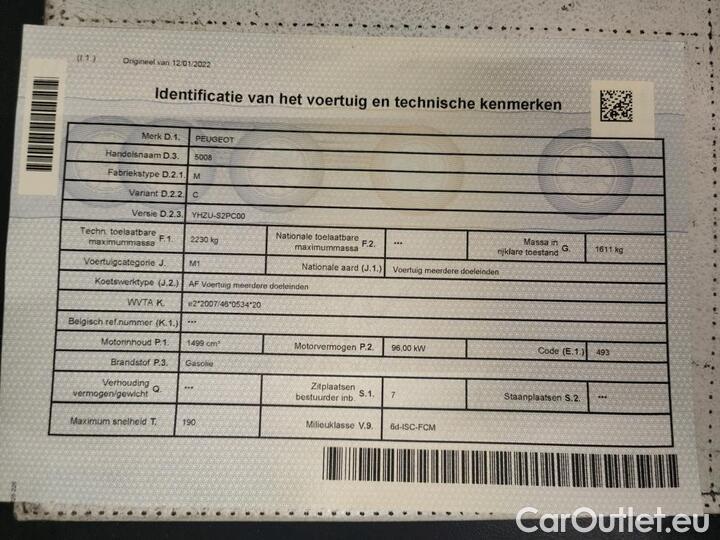 (I.1.) Origineel van 12/01/2022
Identificatie van het voertuig en technische kenmerken
Merk D.1. PEUGEOT
Handelsnaam D.3. 5008
Fabriekstype D.2.1. M
Variant D.2.2. C
Versie D.2.3. YHZU-S2PC00
Techn. toelaatbare maximummassa F.1. 2230 kg Nationale toelaatbare maximummassa F.2. *** Massa in rijklare toestand G. 1611 kg
Voertuigcategorie J. M1 Nationale aard (J.1.) Voertuig meerdere doeleinden
Koetswerktype (J.2.) AF Voertuig meerdere doeleinden
WVTA K. e2*2007/46*0534*20
Belgisch ref.nummer (K.1.) ***
Motorinhoud P.1. 1499 cm³ Motorvermogen P.2. 96,00 kW Code (E.1.) 493
Brandstof P.3. Gasolie
Verhouding vermogen/gewicht Q. *** Zitplaatsen bestuurder inb. S.1. 7 Staanplaatsen S.2. ***
Maximum snelheid T. 190 Milieuklasse V.9. 6d-ISC-FCM
CarOutlet.eu